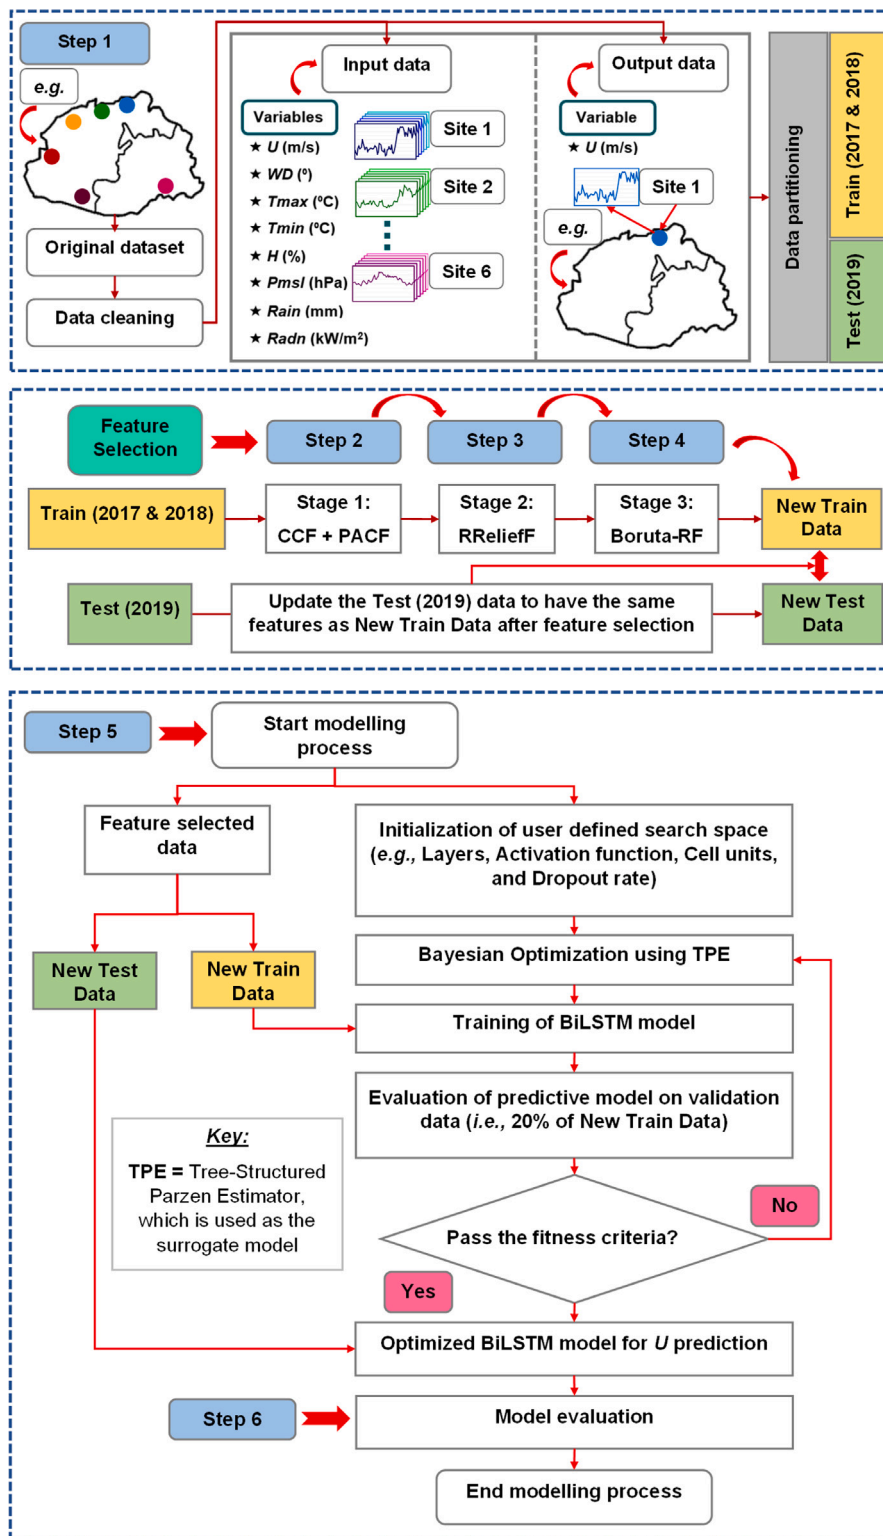 Step 1
e.g.
Original dataset
Data cleaning
Input data
Variables
★ U (m/s)
★ WD (º)
★ Tmax (ºC)
★ Tmin (ºC)
★ H (%)
★ Pmsl (hPa)
★ Rain (mm)
★ Radn (kW/m²)
Site 1
Site 2
Site 6
Output data
Variable
★ U (m/s)
Site 1
e.g.
Data partitioning
Train (2017 & 2018)
Test (2019)
Feature
Selection
Step 2
Step 3
Step 4
Train (2017 & 2018)
Stage 1:
CCF + PACF
Stage 2:
RReliefF
Stage 3:
Boruta-RF
New Train
Data
Test (2019)
Update the Test (2019) data to have the same
features as New Train Data after feature selection
New Test
Data
Step 5
Start modelling
process
Feature selected
data
Initialization of user defined search space
(e.g., Layers, Activation function, Cell units,
and Dropout rate)
New Test
Data
New Train
Data
Bayesian Optimization using TPE
Training of BiLSTM model
Evaluation of predictive model on validation
data (i.e., 20% of New Train Data)
Key:
TPE = Tree-Structured
Parzen Estimator,
which is used as the
surrogate model
Pass the fitness criteria?
No
Yes
Optimized BiLSTM model for U prediction
Step 6
Model evaluation
End modelling process